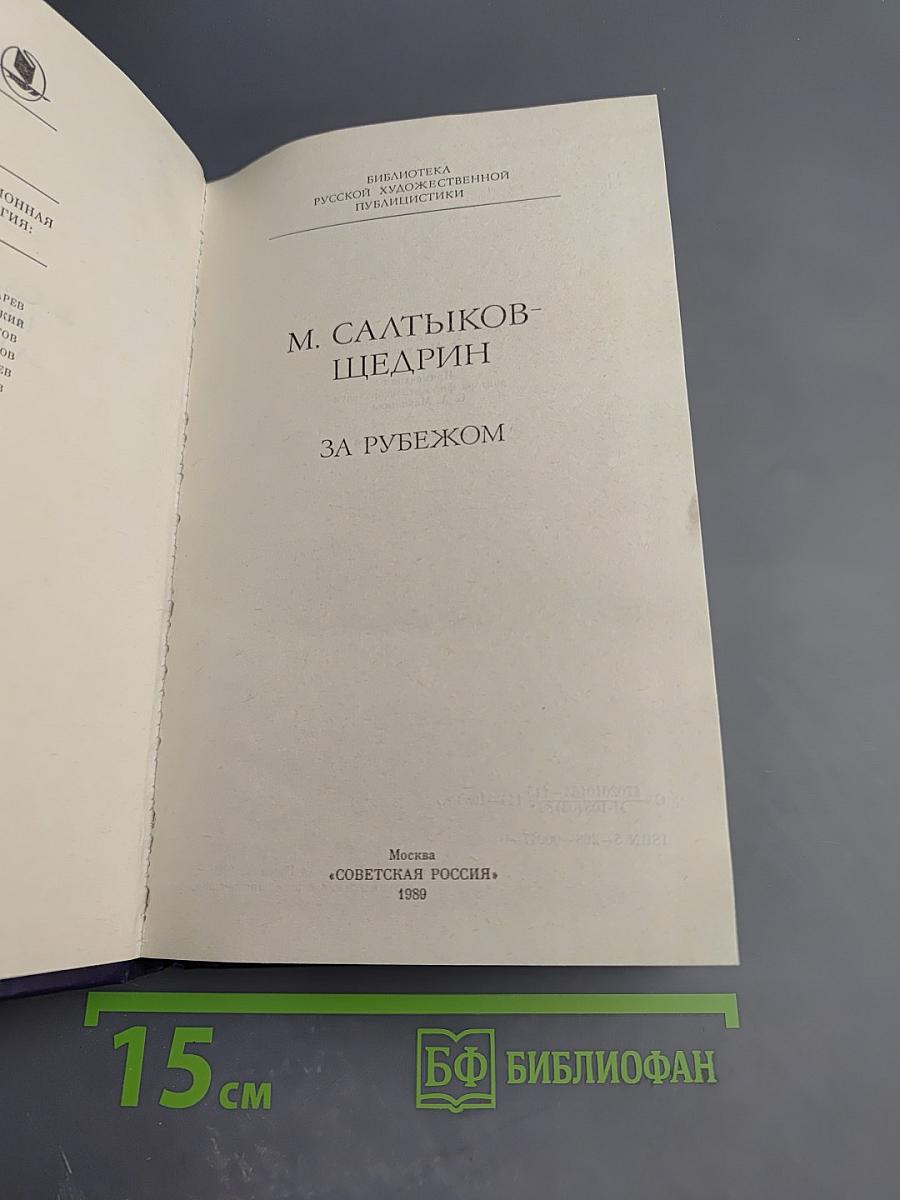 БИБЛИОТЕКА
РУССКОЙ ХУДОЖЕСТВЕННОЙ
ПУБЛИЦИСТИКИ
М. САЛТЫКОВ-
ЩЕДРИН
ЗА РУБЕЖОМ
Москва
«СОВЕТСКАЯ РОССИЯ»
1989
15 см
БФ БИБЛИОФАН